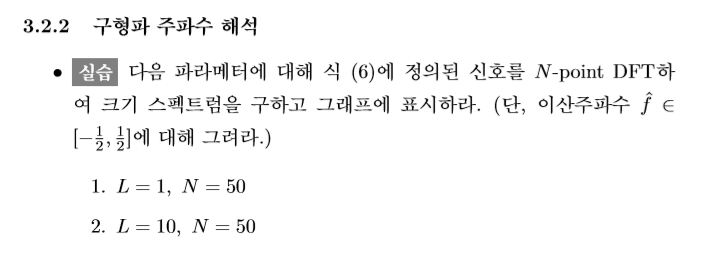 3.2.2 구형파 주파수 해석
• 실습 다음 파라메터에 대해 식 (6)에 정의된 신호를 N-point DFT하
여 크기 스펙트럼을 구하고 그래프에 표시하라. (단, 이산주파수 f̂ ∈
[−1/2, 1/2]에 대해 그려라.)
1. L = 1, N = 50
2. L = 10, N = 50